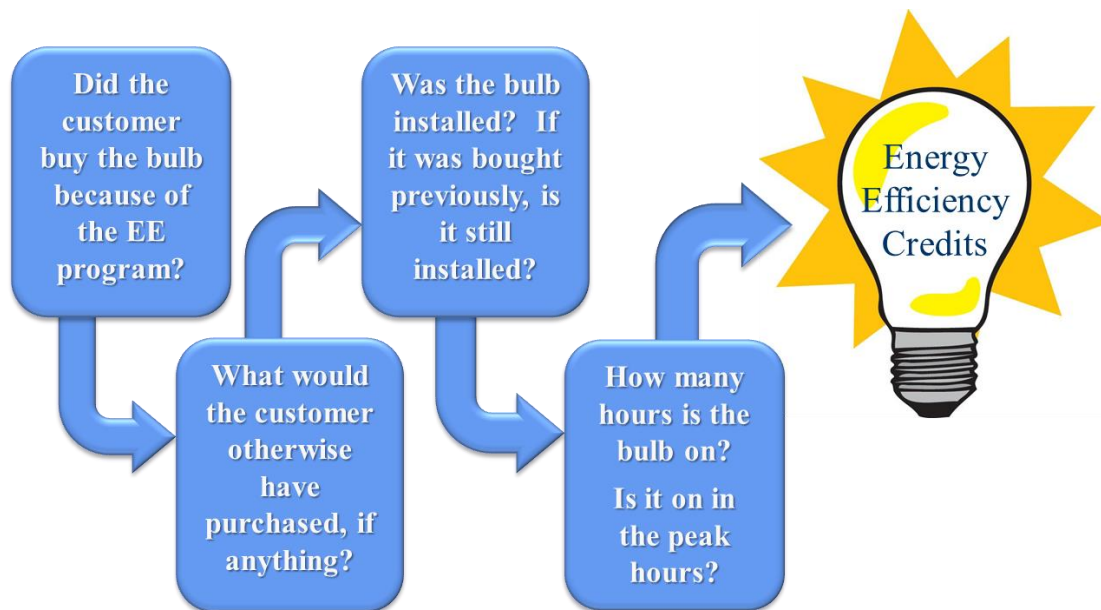 Did the
customer
buy the bulb
because of
the EE
program?
What would
the customer
otherwise
have
purchased, if
anything?
Was the bulb
installed?  If
it was bought
previously, is
it still
installed?
How many
hours is the
bulb on?
Is it on in
the peak
hours?
Energy
Efficiency
Credits